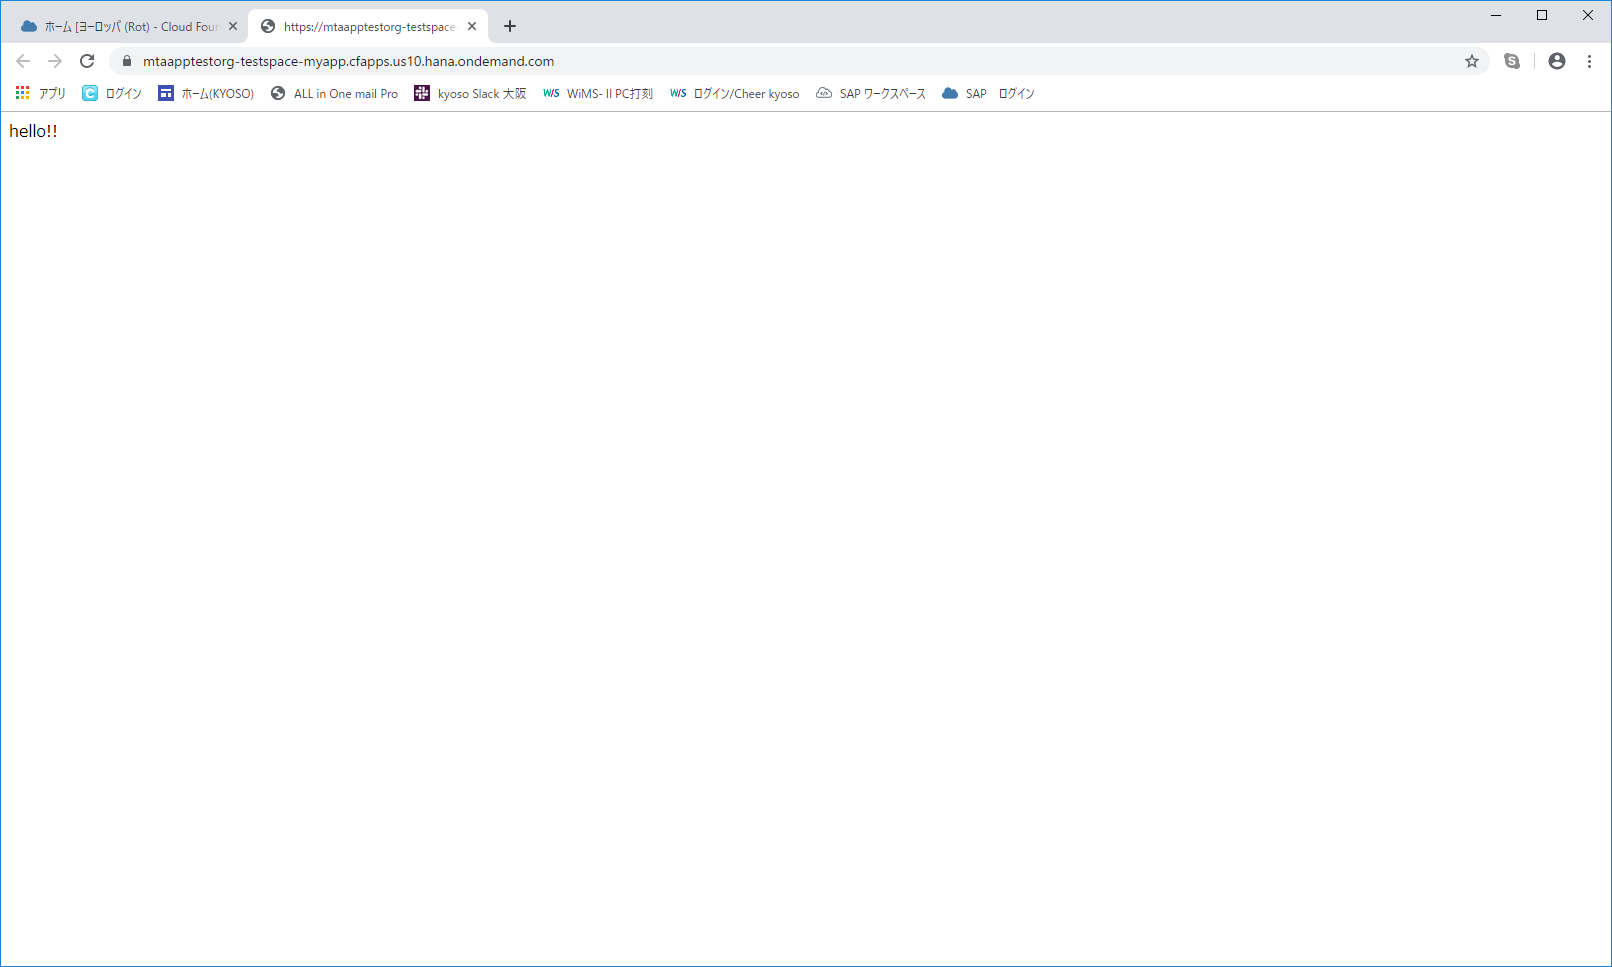 ホーム [ヨーロッパ (Rot) - Cloud Foun https://mtaapptestorg-testspace-
mtaapptestorg-testspace-myapp.cfapps.us10.hana.ondemand.com
アプリ C ログイン ホーム(KYOSO) ALL in One mail Pro kyoso Slack 大阪 W/S WiMS-ⅡPC打刻 W/S ログイン/Cheer kyoso SAP ワークスペース SAP ログイン
hello!!